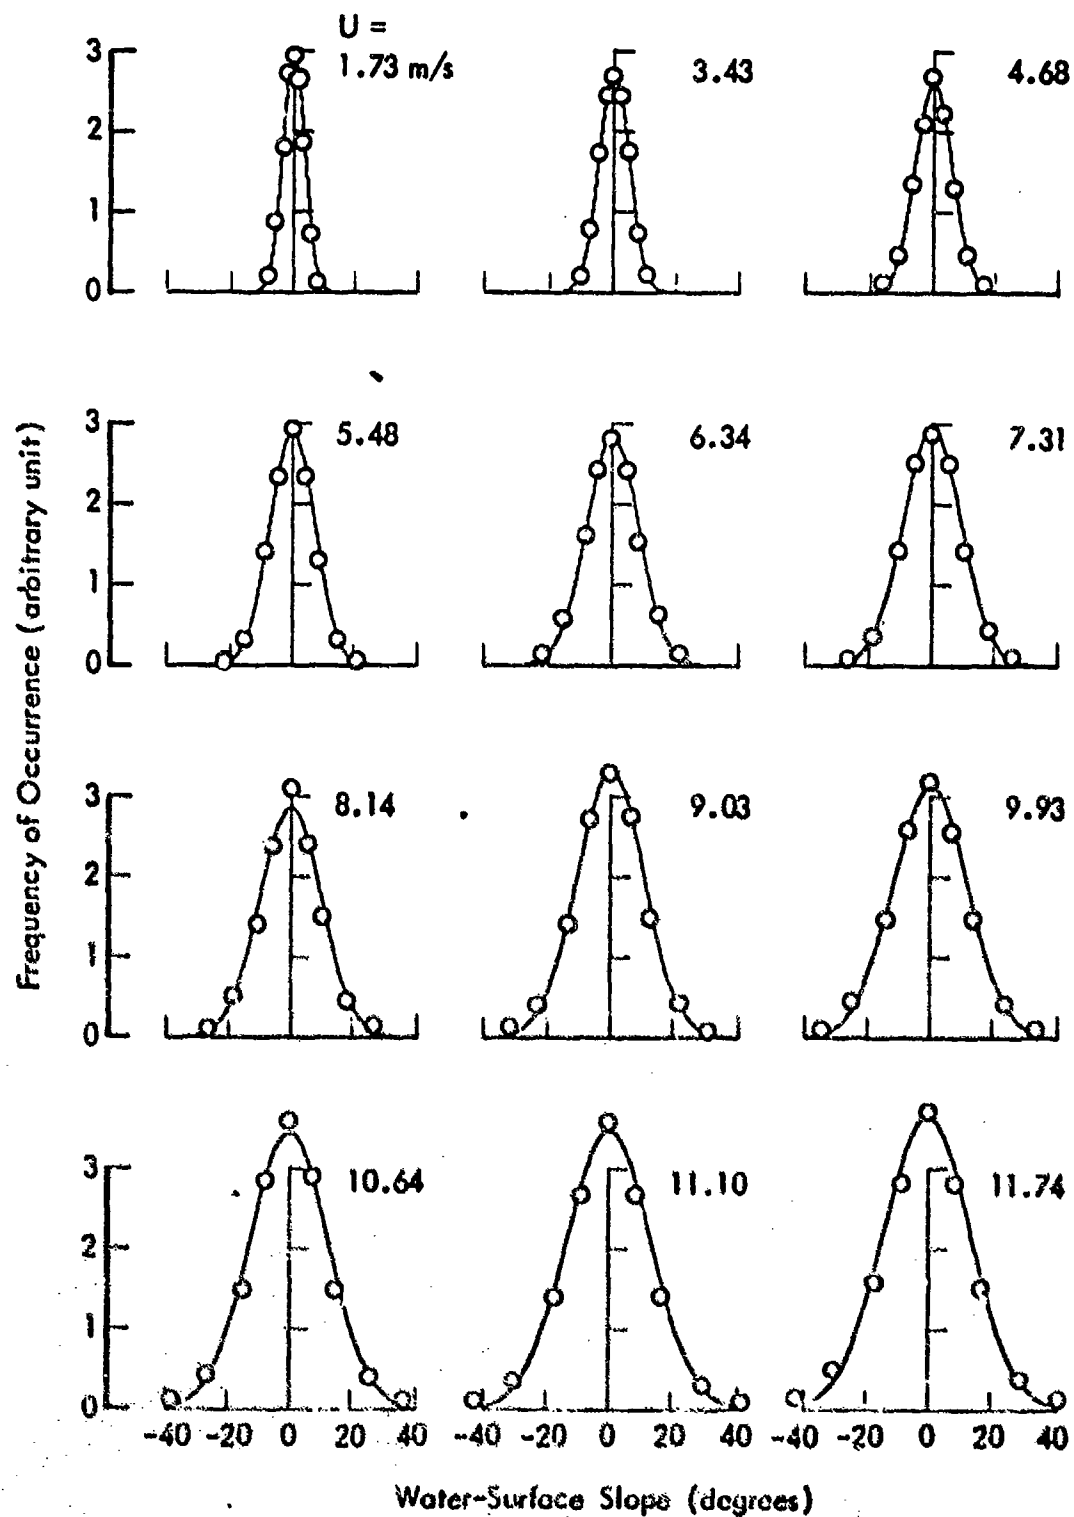 U =
3 1.73 m/s 3.43 4.68
2
1
0
3 5.48 6.34 7.31
2
1
0
3 8.14 9.03 9.93
2
1
0
3 10.64 11.10 11.74
2
1
0
-40 -20 0 20 40 -40 -20 0 20 40 -40 -20 0 20 40
Frequency of Occurrence (arbitrary unit)
Water-Surface Slope (degrees)